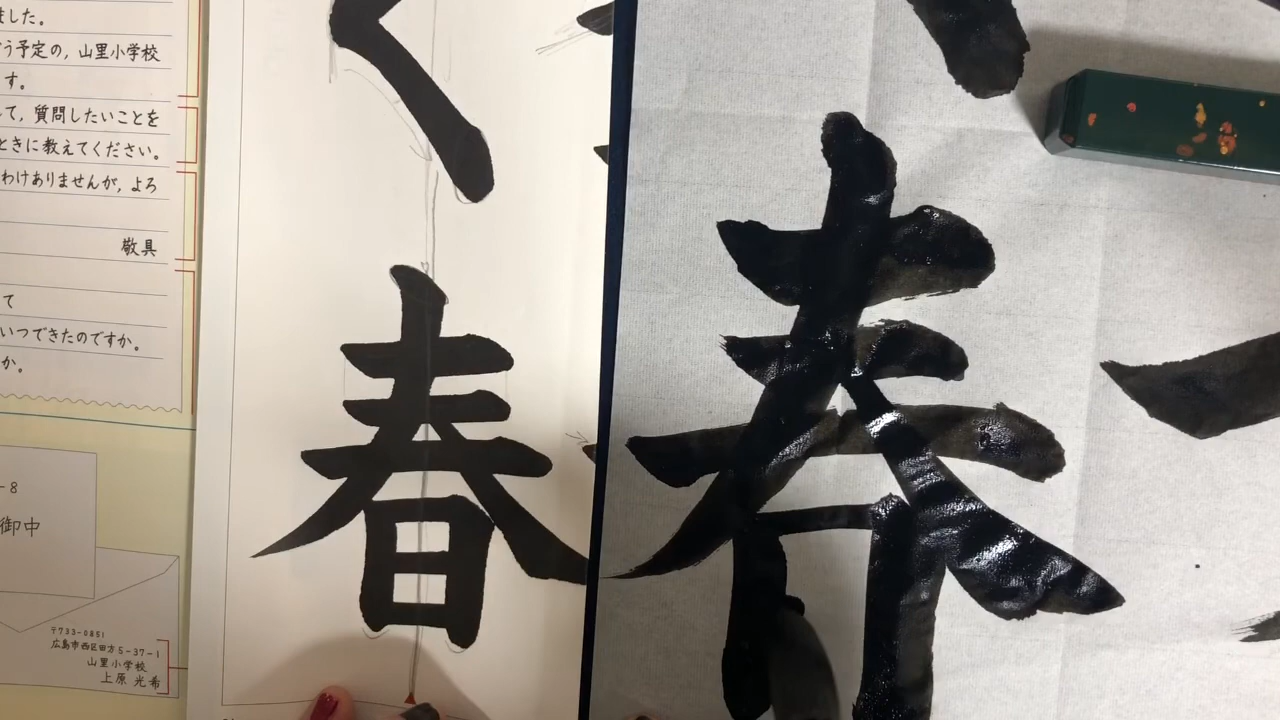 ました。
う予定の，山里小学校
す。
て，質問したいことを
ときに教えてください。
わけありませんが，よろ
敬具
て
いつできたのですか。
か。
-8
御中
〒733-0851
広島市西区田方5-37-1
山里小学校
上原 光希
く
春
春